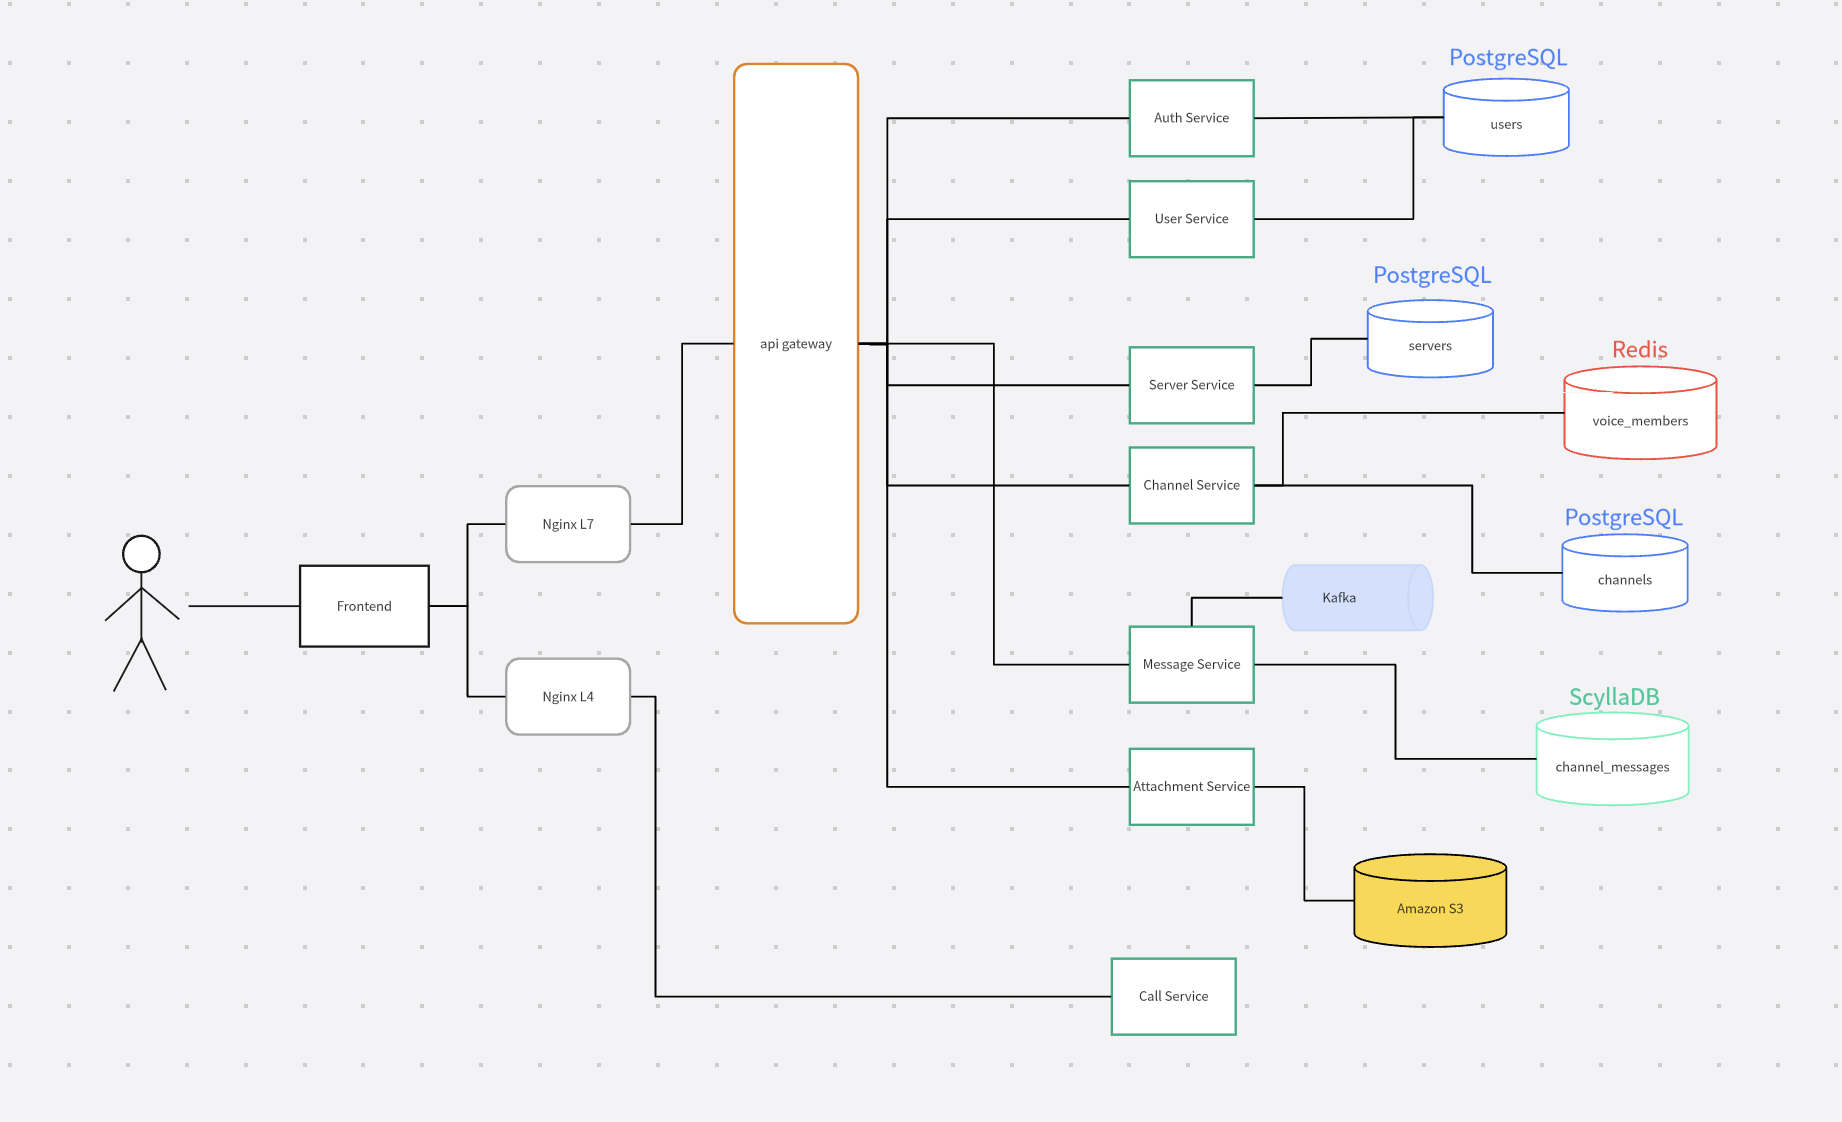 PostgreSQL
users
Auth Service
User Service
PostgreSQL
servers
api gateway
Server Service
Redis
voice_members
Channel Service
PostgreSQL
channels
Nginx L7
Kafka
Frontend
Message Service
Nginx L4
ScyllaDB
channel_messages
Attachment Service
Amazon S3
Call Service